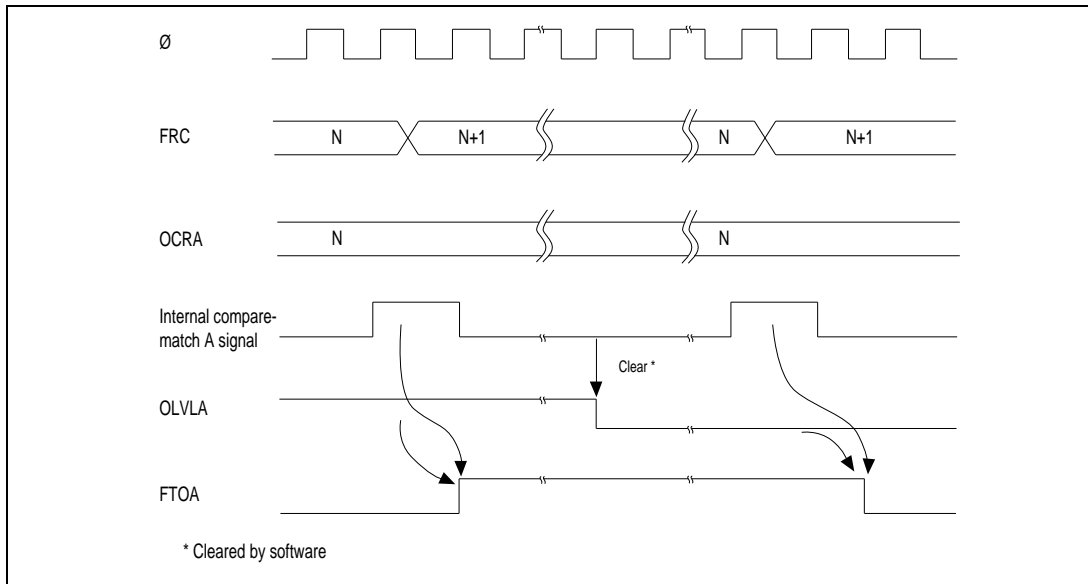 Ø
FRC
N
N+1
N
N+1
OCRA
N
N
Internal compare-
match A signal
Clear *
OLVLA
FTOA
* Cleared by software